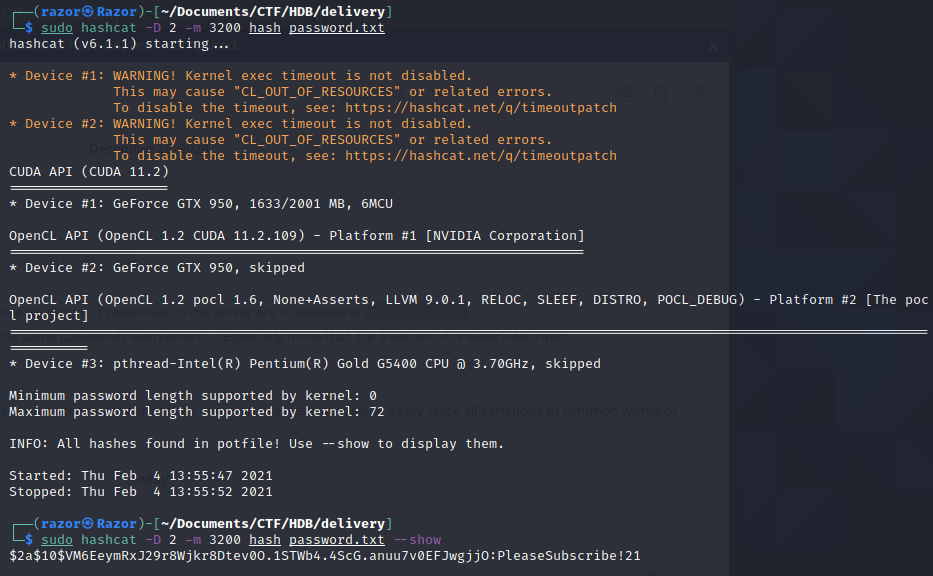 (razor㉿Razor)-[~/Documents/CTF/HDB/delivery]
$ sudo hashcat -D 2 -m 3200 hash password.txt
hashcat (v6.1.1) starting...
* Device #1: WARNING! Kernel exec timeout is not disabled.
This may cause "CL_OUT_OF_RESOURCES" or related errors.
To disable the timeout, see: https://hashcat.net/q/timeoutpatch
* Device #2: WARNING! Kernel exec timeout is not disabled.
This may cause "CL_OUT_OF_RESOURCES" or related errors.
To disable the timeout, see: https://hashcat.net/q/timeoutpatch
CUDA API (CUDA 11.2)
====================
* Device #1: GeForce GTX 950, 1633/2001 MB, 6MCU
OpenCL API (OpenCL 1.2 CUDA 11.2.109) - Platform #1 [NVIDIA Corporation]
========================================================================
* Device #2: GeForce GTX 950, skipped
OpenCL API (OpenCL 1.2 pocl 1.6, None+Asserts, LLVM 9.0.1, RELOC, SLEEF, DISTRO, POCL_DEBUG) - Platform #2 [The poc
l project]
===================================================================================================================
==========
* Device #3: pthread-Intel(R) Pentium(R) Gold G5400 CPU @ 3.70GHz, skipped
Minimum password length supported by kernel: 0
Maximum password length supported by kernel: 72
easily crack all variations of common words or
INFO: All hashes found in potfile! Use --show to display them.
Started: Thu Feb  4 13:55:47 2021
Stopped: Thu Feb  4 13:55:52 2021
(razor㉿Razor)-[~/Documents/CTF/HDB/delivery]
$ sudo hashcat -D 2 -m 3200 hash password.txt --show
$2a$10$VM6EeymRxJ29r8Wjkr8Dtev0O.1STWb4.4ScG.anuu7v0EFJwgjjO:PleaseSubscribe!21